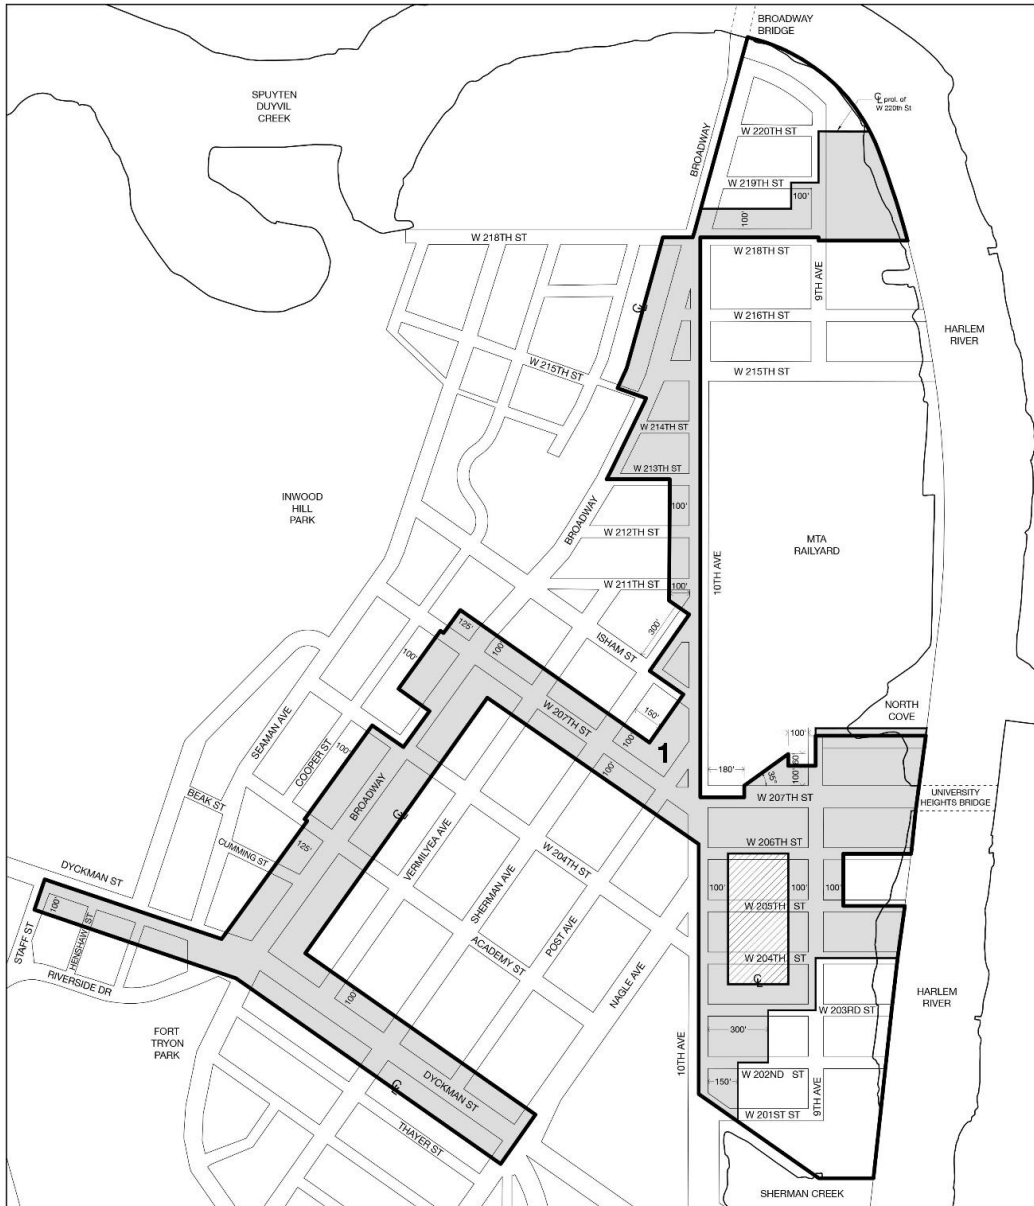 BROADWAY
BRIDGE
SPUYTEN
DUYVIL
CREEK
℄ prol. of
W 220th St
W 220TH ST
BROADWAY
W 219TH ST
100'
100'
W 218TH ST
W 218TH ST
9TH AVE
℄
W 216TH ST
HARLEM
RIVER
W 215TH ST
W 215TH ST
W 214TH ST
W 213TH ST
INWOOD
HILL
PARK
100'
BROADWAY
W 212TH ST
MTA
RAILYARD
10TH AVE
W 211TH ST
100'
125'
300'
ISHAM ST
100'
100'
NORTH
COVE
SEAMAN AVE
150'
W 207TH ST
100'
COOPER ST
100'
100'
1
60'
180'
35°
100'
100'
BEAK ST
BROADWAY
℄
W 207TH ST
UNIVERSITY
HEIGHTS BRIDGE
VERMILYEA AVE
W 204TH ST
W 206TH ST
CUMMING ST
125'
DYCKMAN ST
SHERMAN AVE
100'
100'
100'
100'
HENSHAW ST
STAFF ST
POST AVE
W 205TH ST
ACADEMY ST
W 204TH ST
NAGLE AVE
RIVERSIDE DR
℄
100'
HARLEM
RIVER
FORT
TRYON
PARK
W 203RD ST
300'
10TH AVE
W 202ND ST
℄
DYCKMAN ST
150'
9TH AVE
W 201ST ST
THAYER ST
SHERMAN CREEK